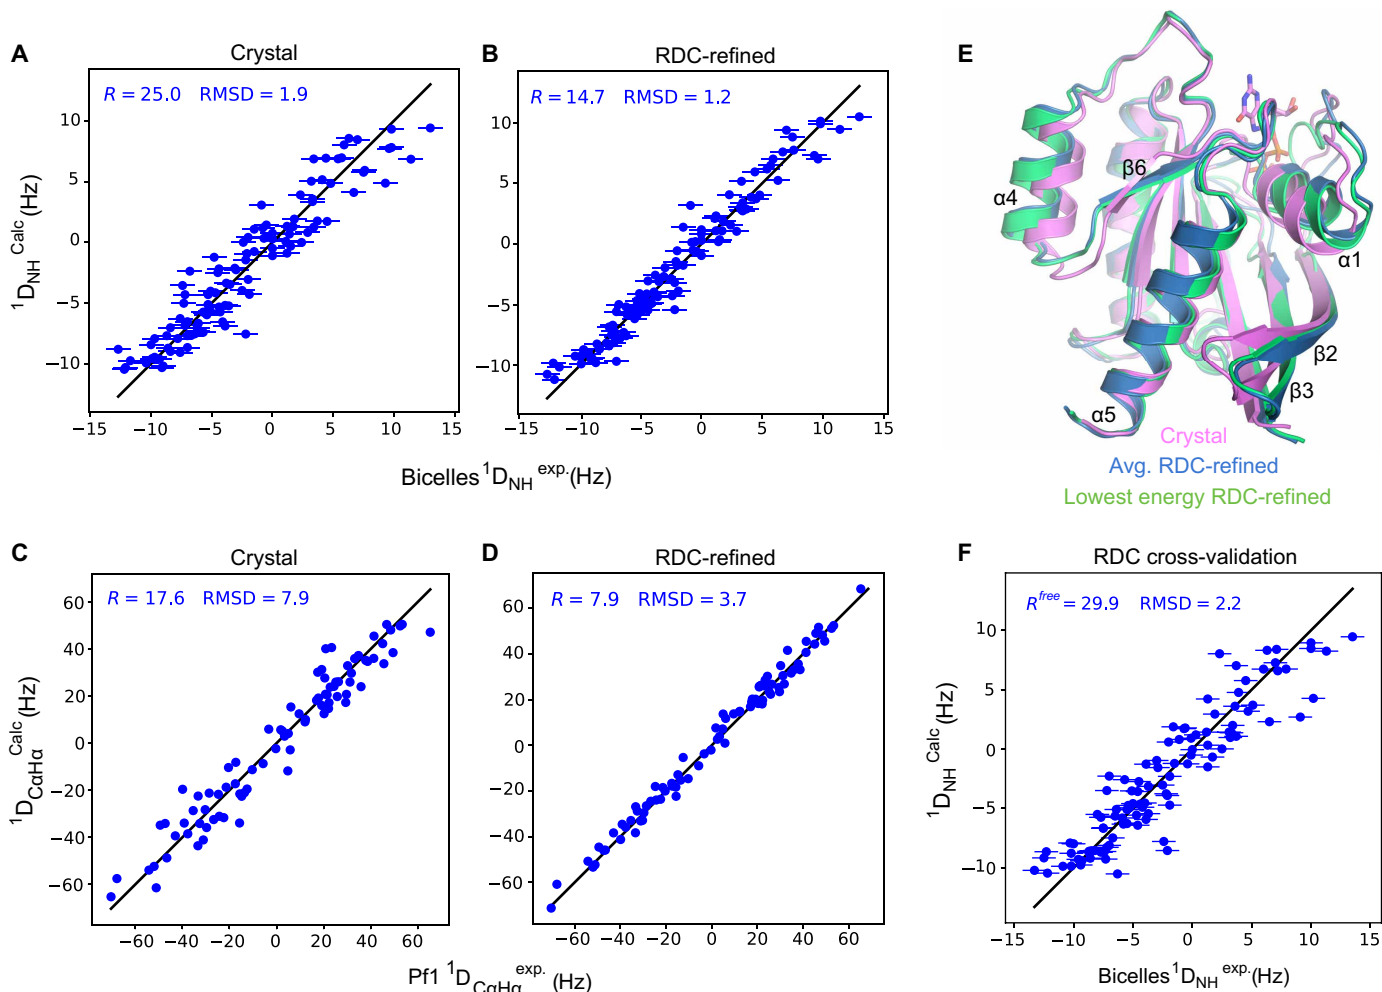 A
Crystal
R = 25.0 RMSD = 1.9
10
5
0
−5
−10
−15 −10 −5 0 5 10 15
¹D_NH^Calc (Hz)
B
RDC-refined
R = 14.7 RMSD = 1.2
10
5
0
−5
−10
−15 −10 −5 0 5 10 15
Bicelles ¹D_NH^exp. (Hz)
E
β6
α4
α1
β2
β3
α5
Crystal
Avg. RDC-refined
Lowest energy RDC-refined
C
Crystal
R = 17.6 RMSD = 7.9
60
40
20
0
−20
−40
−60
−60 −40 −20 0 20 40 60
¹D_CαHα^Calc (Hz)
D
RDC-refined
R = 7.9 RMSD = 3.7
60
40
20
0
−20
−40
−60
−60 −40 −20 0 20 40 60
Pf1 ¹D_CαHα^exp. (Hz)
F
RDC cross-validation
R^free = 29.9 RMSD = 2.2
10
5
0
−5
−10
−15 −10 −5 0 5 10 15
¹D_NH^Calc (Hz)
Bicelles ¹D_NH^exp. (Hz)